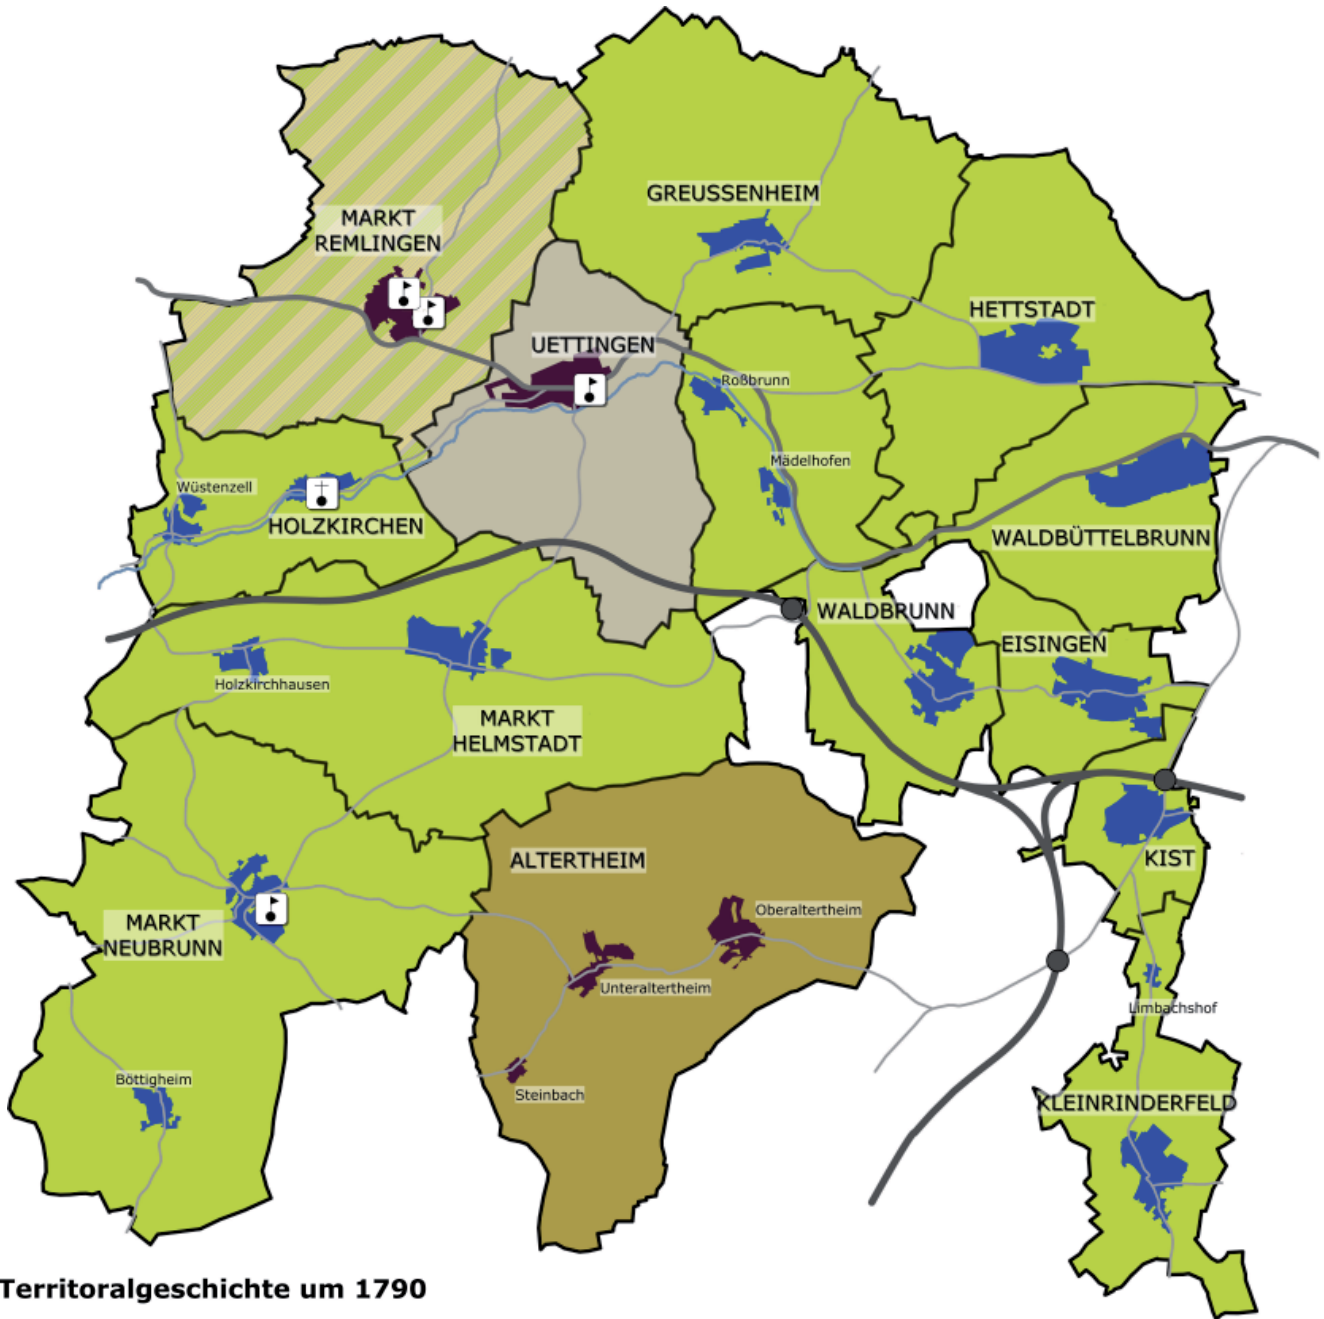 GREUSSENHEIM
MARKT
REMLINGEN
HETTSTADT
UETTINGEN
Roßbrunn
Mädelhofen
Wüstenzell
HOLZKIRCHEN
WALDBÜTTELBRUNN
WALDBRUNN
EISINGEN
Holzkirchhausen
MARKT
HELMSTADT
ALTERTHEIM
KIST
Oberaltertheim
MARKT
NEUBRUNN
Unteraltertheim
Limbachshof
Böttigheim
Steinbach
KLEINRINDERFELD
Territoralgeschichte um 1790